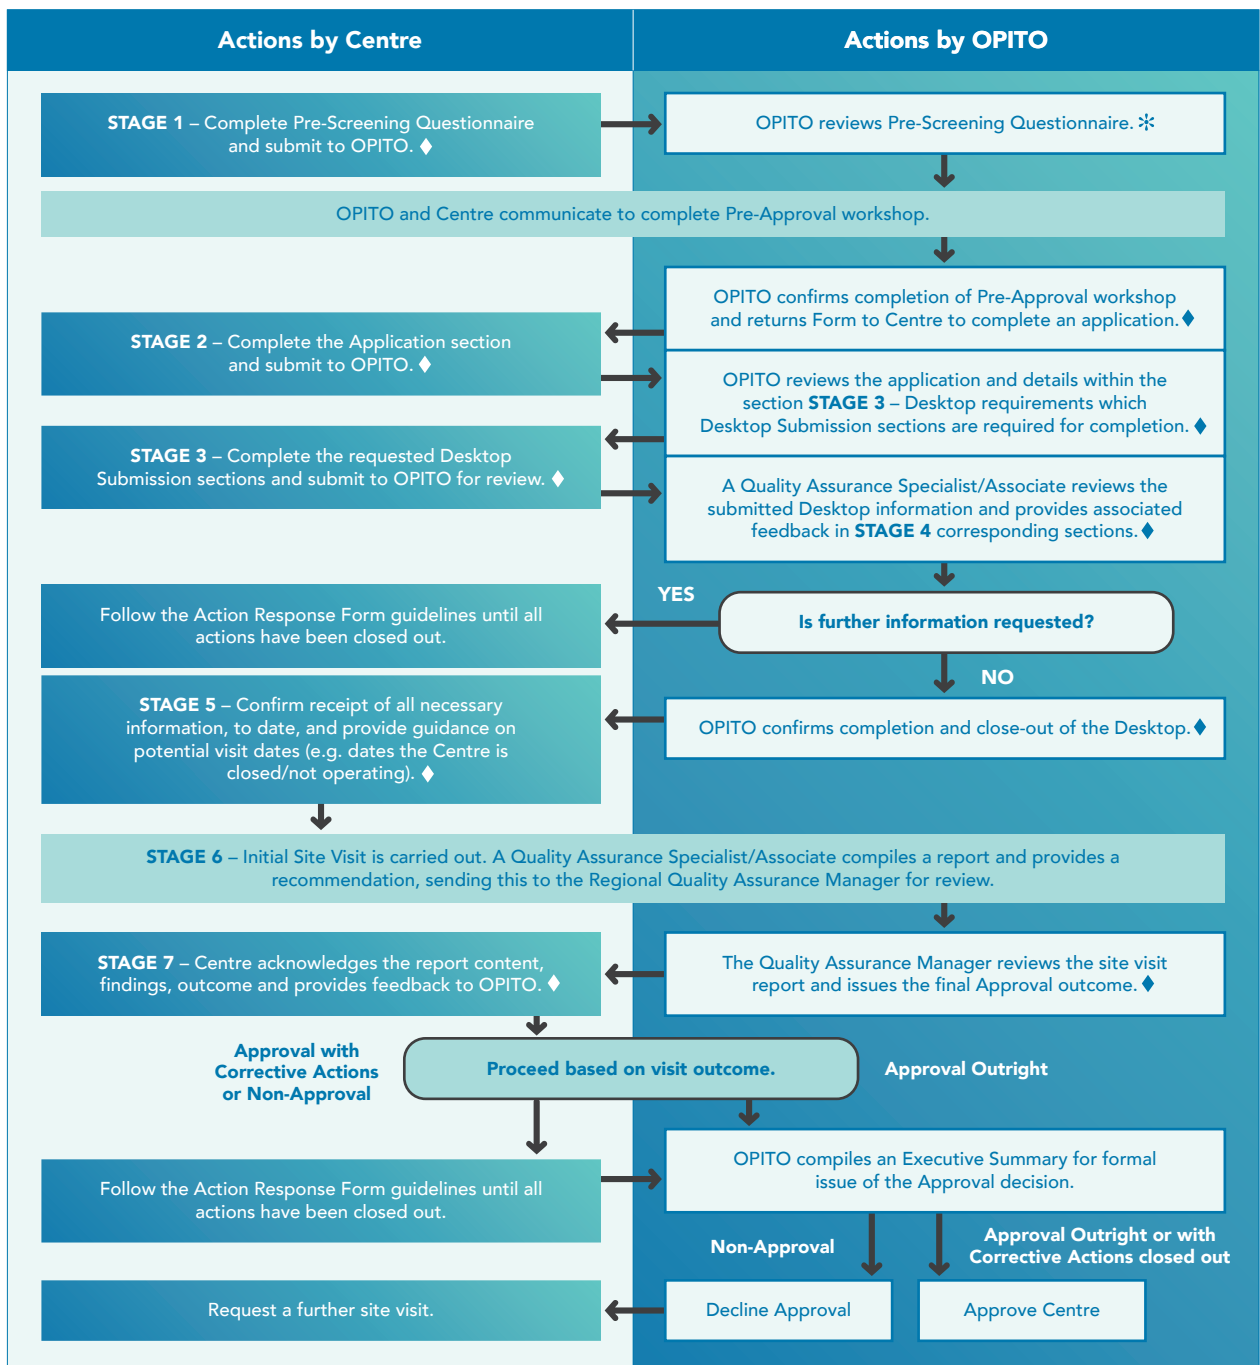 Actions by Centre
Actions by OPITO
STAGE 1 – Complete Pre-Screening Questionnaire
and submit to OPITO. ♦
OPITO reviews Pre-Screening Questionnaire. ✻
OPITO and Centre communicate to complete Pre-Approval workshop.
OPITO confirms completion of Pre-Approval workshop
and returns Form to Centre to complete an application. ♦
STAGE 2 – Complete the Application section
and submit to OPITO. ♦
OPITO reviews the application and details within the
section STAGE 3 – Desktop requirements which
Desktop Submission sections are required for completion. ♦
STAGE 3 – Complete the requested Desktop
Submission sections and submit to OPITO for review. ♦
A Quality Assurance Specialist/Associate reviews the
submitted Desktop information and provides associated
feedback in STAGE 4 corresponding sections. ♦
Is further information requested?
YES
Follow the Action Response Form guidelines until all
actions have been closed out.
NO
OPITO confirms completion and close-out of the Desktop. ♦
STAGE 5 – Confirm receipt of all necessary
information, to date, and provide guidance on
potential visit dates (e.g. dates the Centre is
closed/not operating). ♦
STAGE 6 – Initial Site Visit is carried out. A Quality Assurance Specialist/Associate compiles a report and provides a
recommendation, sending this to the Regional Quality Assurance Manager for review.
The Quality Assurance Manager reviews the site visit
report and issues the final Approval outcome. ♦
STAGE 7 – Centre acknowledges the report content,
findings, outcome and provides feedback to OPITO. ♦
Proceed based on visit outcome.
Approval with
Corrective Actions
or Non-Approval
Approval Outright
Follow the Action Response Form guidelines until all
actions have been closed out.
OPITO compiles an Executive Summary for formal
issue of the Approval decision.
Non-Approval
Approval Outright or with
Corrective Actions closed out
Request a further site visit.
Decline Approval
Approve Centre